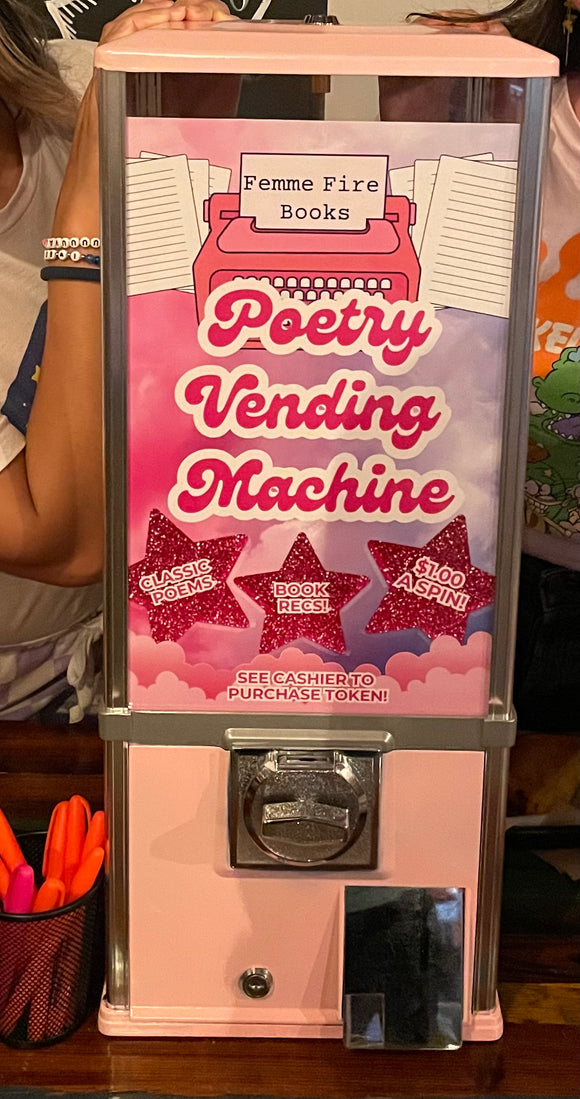 Femme Fire
Books
Poetry
Vending
Machine
CLASSIC
POEMS
BOOK
RECS!
$1.00
A SPIN!
SEE CASHIER TO
PURCHASE TOKEN!